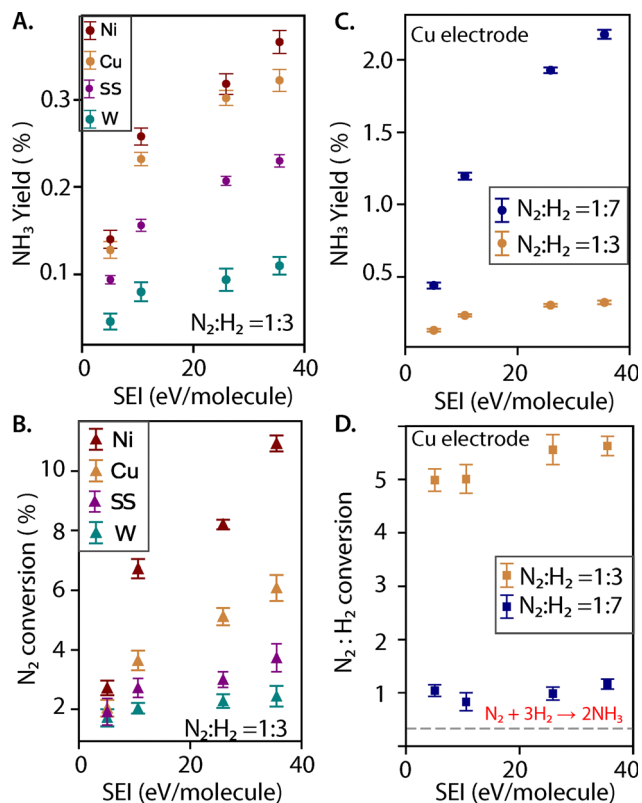 A.
Ni
Cu
SS
W
0.3
0.2
0.1
NH₃ Yield (%)
N₂:H₂ =1:3
0
20
40
SEI (eV/molecule)
C.
Cu electrode
2.0
1.5
1.0
0.5
NH₃ Yield (%)
N₂:H₂ =1:7
N₂:H₂ =1:3
0
20
40
SEI (eV/molecule)
B.
Ni
Cu
SS
W
10
8
6
4
2
N₂ conversion (%)
N₂:H₂ =1:3
0
20
40
SEI (eV/molecule)
D.
Cu electrode
5
4
3
2
1
0
N₂ : H₂ conversion
N₂:H₂ =1:3
N₂:H₂ =1:7
N₂ + 3H₂ → 2NH₃
0
20
40
SEI (eV/molecule)